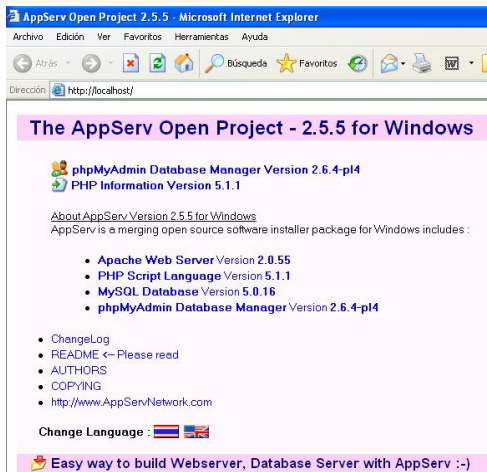 AppServ Open Project 2.5.5 - Microsoft Internet Explorer
Archivo Edición Ver Favoritos Herramientas Ayuda
Atrás Búsqueda Favoritos
Dirección http://localhost/
The AppServ Open Project - 2.5.5 for Windows
phpMyAdmin Database Manager Version 2.6.4-pl4
PHP Information Version 5.1.1
About AppServ Version 2.5.5 for Windows
AppServ is a merging open source software installer package for Windows includes :
Apache Web Server Version 2.0.55
PHP Script Language Version 5.1.1
MySQL Database Version 5.0.16
phpMyAdmin Database Manager Version 2.6.4-pl4
ChangeLog
README <-- Please read
AUTHORS
COPYING
http://www.AppServNetwork.com
Change Language :
Easy way to build Webserver, Database Server with AppServ :-)